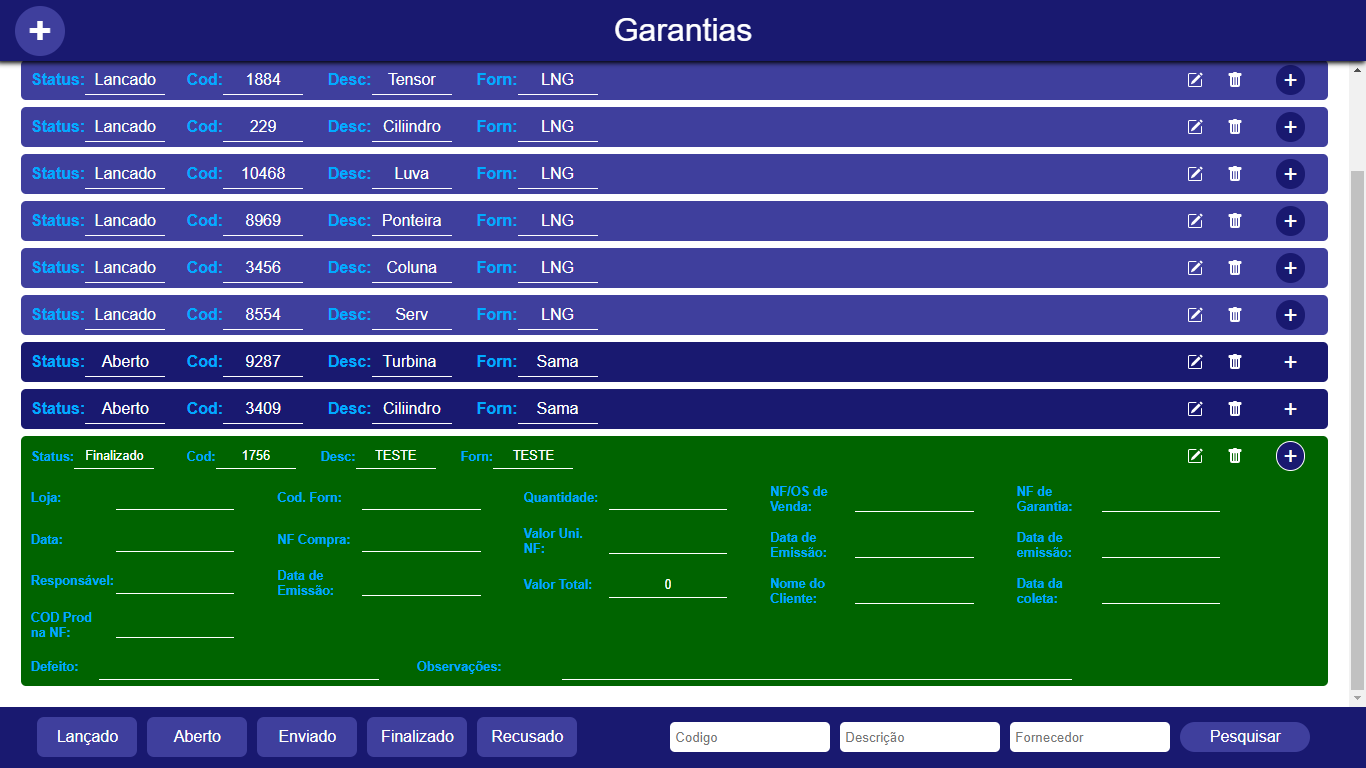 Garantias
Status: Lancado Cod: 1884 Desc: Tensor Forn: LNG
Status: Lancado Cod: 229 Desc: Ciliindro Forn: LNG
Status: Lancado Cod: 10468 Desc: Luva Forn: LNG
Status: Lancado Cod: 8969 Desc: Ponteira Forn: LNG
Status: Lancado Cod: 3456 Desc: Coluna Forn: LNG
Status: Lancado Cod: 8554 Desc: Serv Forn: LNG
Status: Aberto Cod: 9287 Desc: Turbina Forn: Sama
Status: Aberto Cod: 3409 Desc: Ciliindro Forn: Sama
Status: Finalizado Cod: 1756 Desc: TESTE Forn: TESTE
Loja:
Data:
Responsável:
COD Prod
na NF:
Cod. Forn:
NF Compra:
Data de
Emissão:
Quantidade:
Valor Uni.
NF:
Valor Total: 0
NF/OS de
Venda:
Data de
Emissão:
Nome do
Cliente:
NF de
Garantia:
Data de
emissão:
Data da
coleta:
Defeito: Observações:
Lançado Aberto Enviado Finalizado Recusado Codigo Descrição Fornecedor Pesquisar